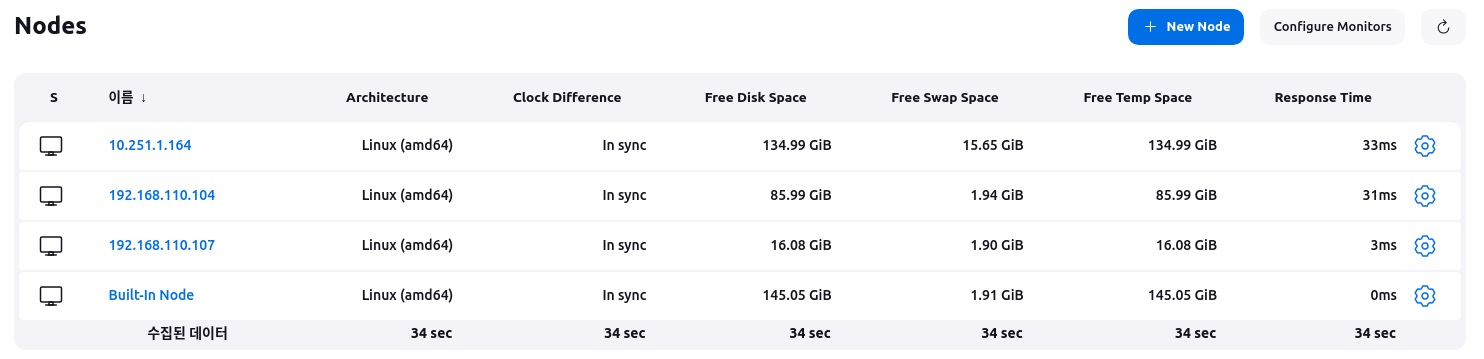 Nodes
+ New Node Configure Monitors
S 이름 ↓ Architecture Clock Difference Free Disk Space Free Swap Space Free Temp Space Response Time
10.251.1.164 Linux (amd64) In sync 134.99 GiB 15.65 GiB 134.99 GiB 33ms
192.168.110.104 Linux (amd64) In sync 85.99 GiB 1.94 GiB 85.99 GiB 31ms
192.168.110.107 Linux (amd64) In sync 16.08 GiB 1.90 GiB 16.08 GiB 3ms
Built-In Node Linux (amd64) In sync 145.05 GiB 1.91 GiB 145.05 GiB 0ms
수집된 데이터 34 sec 34 sec 34 sec 34 sec 34 sec 34 sec